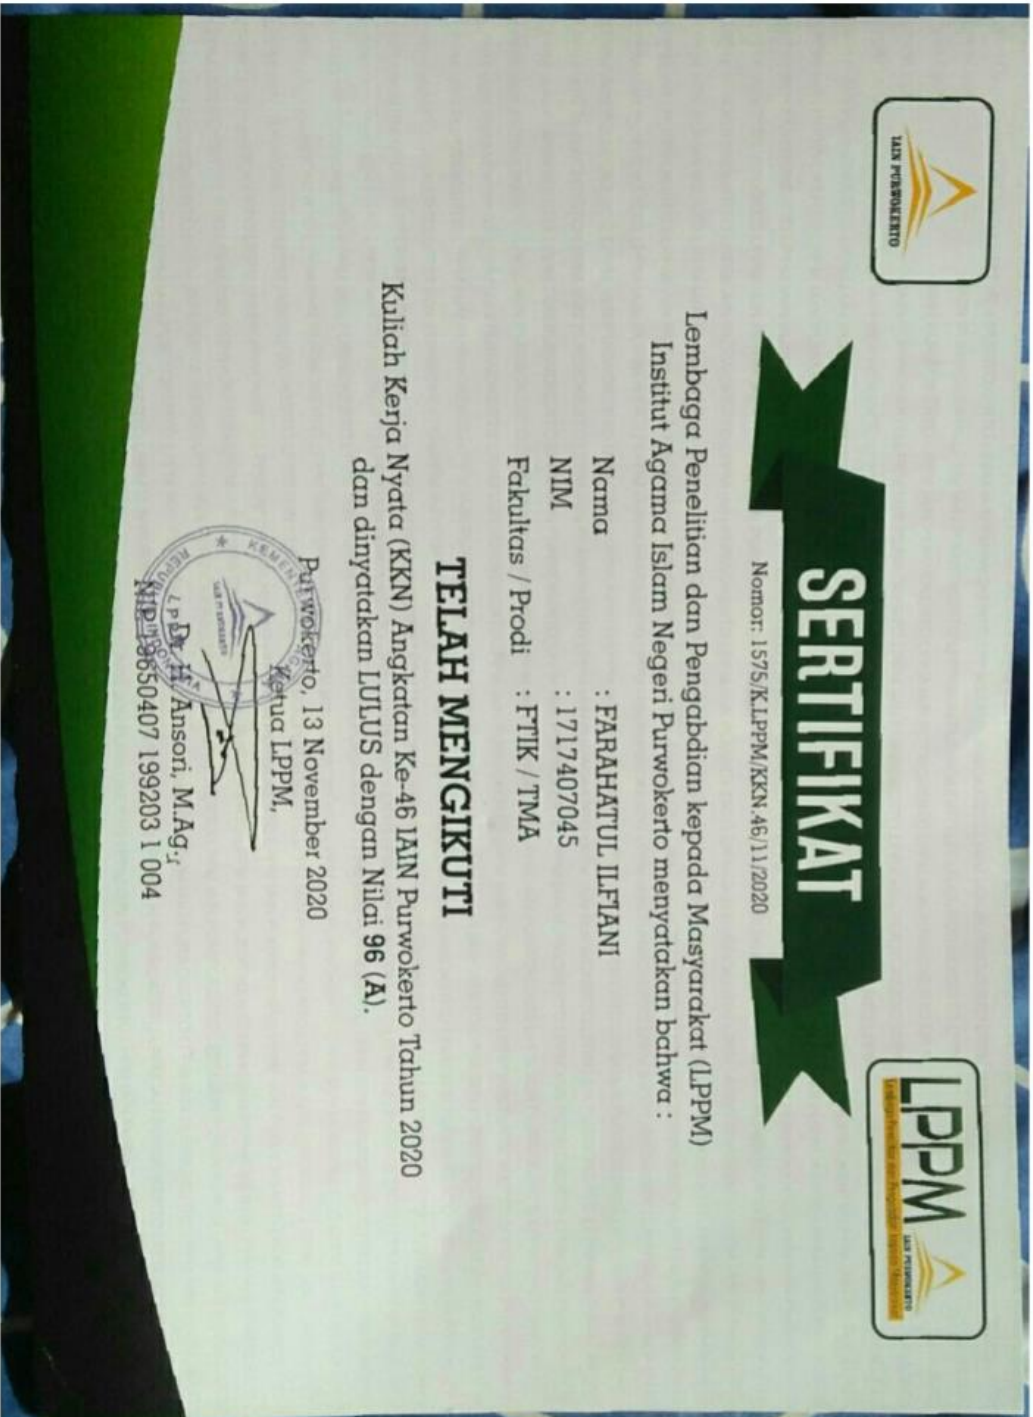 IAIN PURWOKERTO
LPPM
IAIN PURWOKERTO
SERTIFIKAT
Nomor: 1575/K.LPPM/KKN.46/11/2020
Lembaga Penelitian dan Pengabdian kepada Masyarakat (LPPM)
Institut Agama Islam Negeri Purwokerto menyatakan bahwa :
Nama : FARAHATUL ILFIANI
NIM : 1717407045
Fakultas / Prodi : FTIK / TMA
TELAH MENGIKUTI
Kuliah Kerja Nyata (KKN) Angkatan Ke-46 IAIN Purwokerto Tahun 2020
dan dinyatakan LULUS dengan Nilai 96 (A).
Purwokerto, 13 November 2020
Ketua LPPM,
Dr. H. Ansori, M.Ag.
NIP. 19650407 199203 1 004